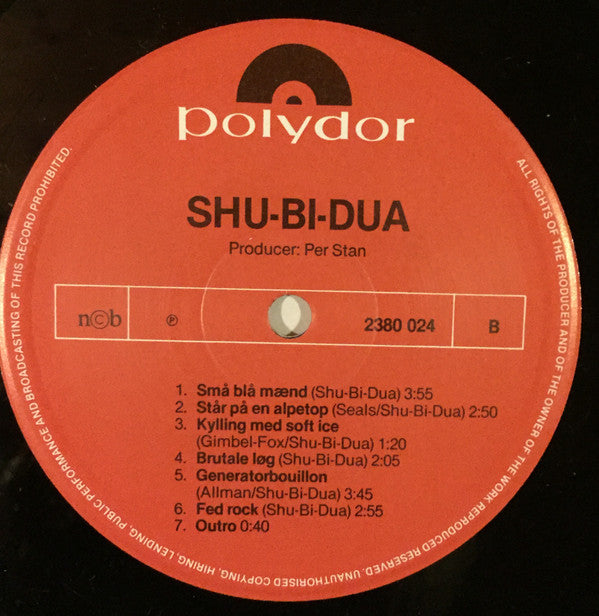 polydor
SHU-BI-DUA
Producer: Per Stan
n©b ℗ 2380 024 B
1. Små blå mænd (Shu-Bi-Dua) 3:55
2. Står på en alpetop (Seals/Shu-Bi-Dua) 2:50
3. Kylling med soft ice
(Gimbel-Fox/Shu-Bi-Dua) 1:20
4. Brutale løg (Shu-Bi-Dua) 2:05
5. Generatorbouillon
(Allman/Shu-Bi-Dua) 3:45
6. Fed rock (Shu-Bi-Dua) 2:55
7. Outro 0:40
ALL RIGHTS OF THE PRODUCER AND OF THE OWNER OF THE WORK REPRODUCED RESERVED. UNAUTHORISED COPYING, HIRING, LENDING, PUBLIC PERFORMANCE AND BROADCASTING OF THIS RECORD PROHIBITED.